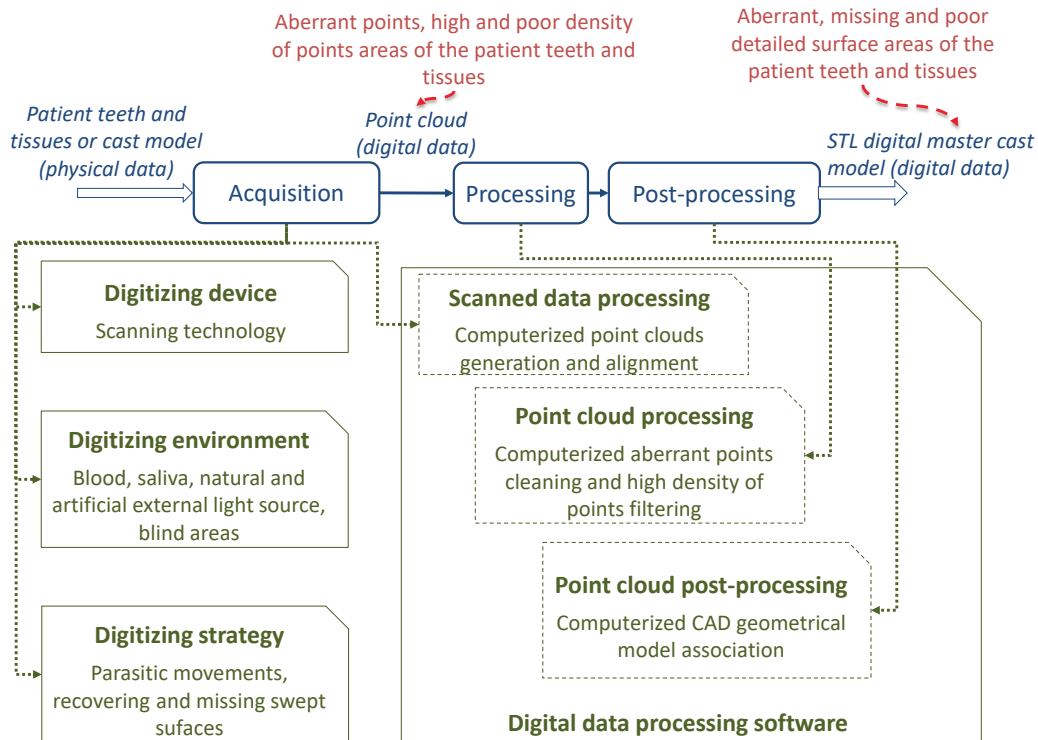 Aberrant points, high and poor density
of points areas of the patient teeth and
tissues
Aberrant, missing and poor
detailed surface areas of the
patient teeth and tissues
Patient teeth and
tissues or cast model
(physical data)
Point cloud
(digital data)
STL digital master cast
model (digital data)
Acquisition
Processing
Post-processing
Digitizing device
Scanning technology
Scanned data processing
Computerized point clouds
generation and alignment
Digitizing environment
Blood, saliva, natural and
artificial external light source,
blind areas
Point cloud processing
Computerized aberrant points
cleaning and high density of
points filtering
Point cloud post-processing
Computerized CAD geometrical
model association
Digitizing strategy
Parasitic movements,
recovering and missing swept
sufaces
Digital data processing software